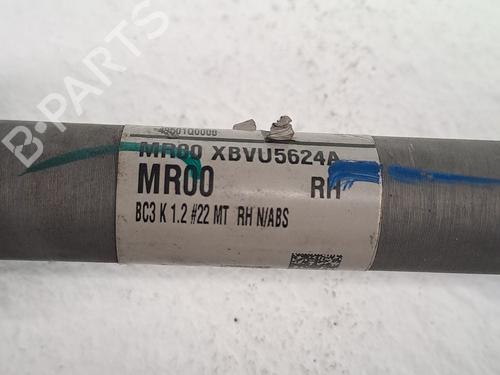 B-PARTS
49501Q0000
MR00 XBVU5624A
MR00 RH
BC3 K 1.2 #22 MT RH N/ABS